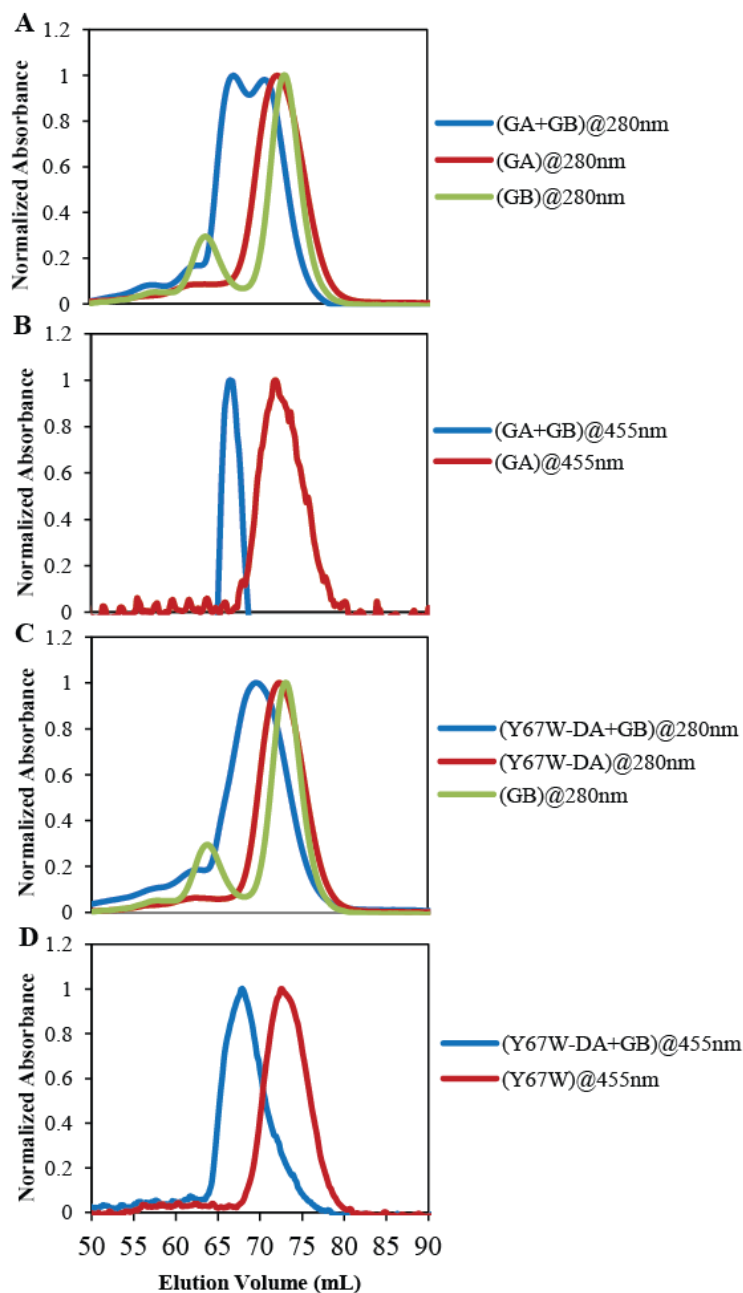 A
1.2
1
0.8
0.6
0.4
0.2
0
Normalized Absorbance
(GA+GB)@280nm
(GA)@280nm
(GB)@280nm
B
1.2
1
0.8
0.6
0.4
0.2
0
Normalized Absorbance
(GA+GB)@455nm
(GA)@455nm
C
1.2
1
0.8
0.6
0.4
0.2
0
Normalized Absorbance
(Y67W-DA+GB)@280nm
(Y67W-DA)@280nm
(GB)@280nm
D
1.2
1
0.8
0.6
0.4
0.2
0
Normalized Absorbance
(Y67W-DA+GB)@455nm
(Y67W)@455nm
50 55 60 65 70 75 80 85 90
Elution Volume (mL)